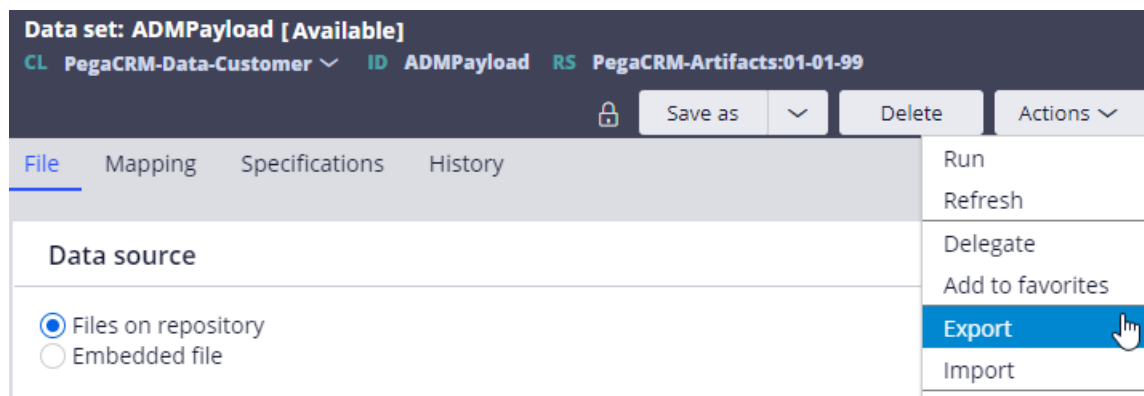 Data set: ADMPayload [Available]
CL PegaCRM-Data-Customer ID ADMPayload RS PegaCRM-Artifacts:01-01-99
Save as Delete Actions
File Mapping Specifications History
Run
Refresh
Data source
Delegate
Add to favorites
Files on repository
Export
Embedded file
Import